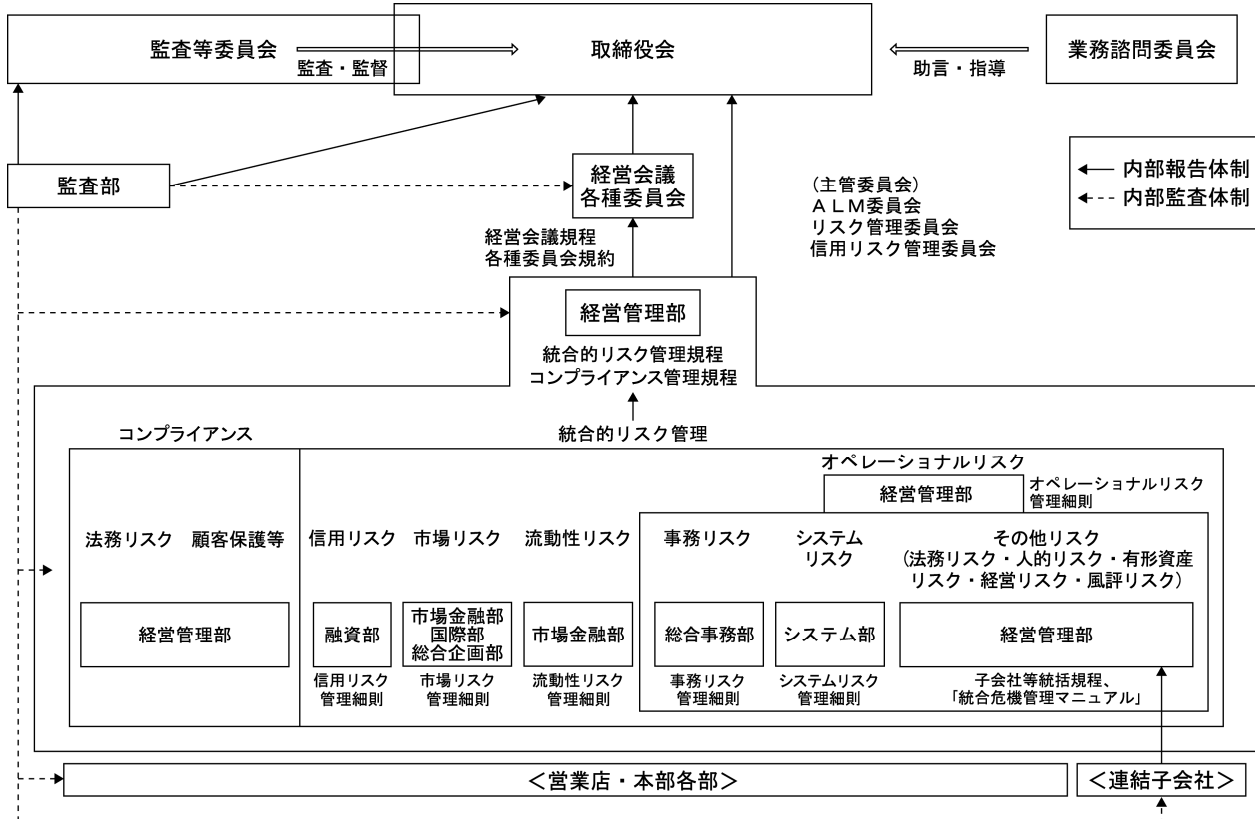 監査等委員会
監査・監督
取締役会
助言・指導
業務諮問委員会
監査部
経営会議
各種委員会
経営会議規程
各種委員会規約
(主管委員会)
ALM委員会
リスク管理委員会
信用リスク管理委員会
内部報告体制
内部監査体制
経営管理部
統合的リスク管理規程
コンプライアンス管理規程
コンプライアンス
統合的リスク管理
オペレーショナルリスク
経営管理部
オペレーショナルリスク
管理細則
法務リスク 顧客保護等
信用リスク
市場リスク
流動性リスク
事務リスク
システム
リスク
その他リスク
(法務リスク・人的リスク・有形資産
リスク・経営リスク・風評リスク)
経営管理部
融資部
市場金融部
国際部
総合企画部
市場金融部
総合事務部
システム部
経営管理部
信用リスク
管理細則
市場リスク
管理細則
流動性リスク
管理細則
事務リスク
管理細則
システムリスク
管理細則
子会社等統括規程、
「統合危機管理マニュアル」
<営業店・本部各部>
<連結子会社>